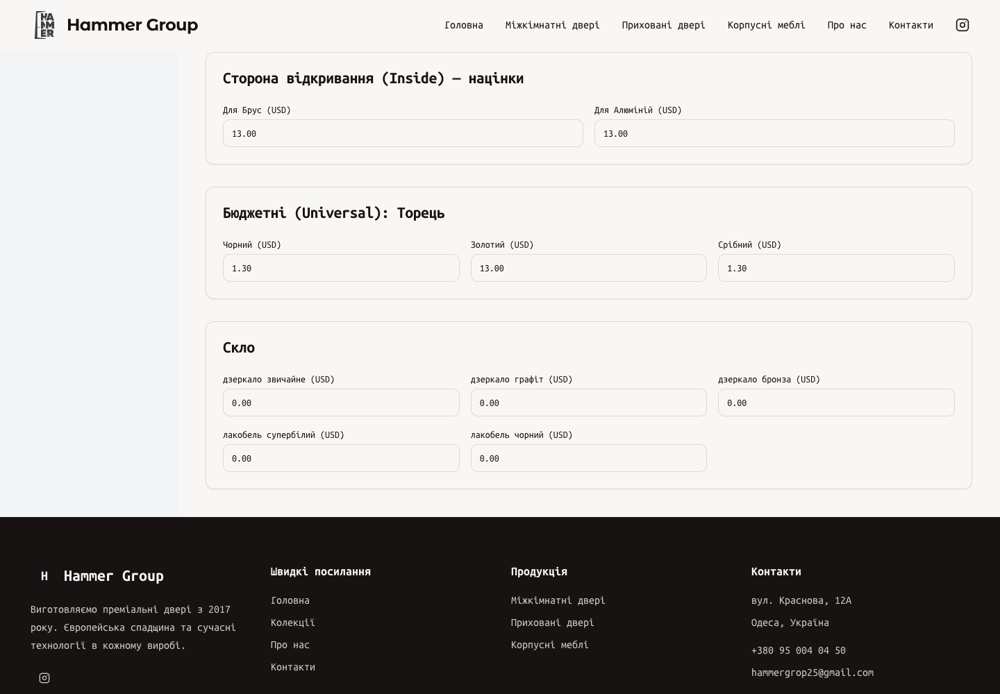 HAMMER Hammer Group
Головна Міжкімнатні двері Приховані двері Корпусні меблі Про нас Контакти
Сторона відкривання (Inside) — націнки
Для Брус (USD) Для Алюміній (USD)
13.00 13.00
Бюджетні (Universal): Торець
Чорний (USD) Золотий (USD) Срібний (USD)
1.30 13.00 1.30
Скло
дзеркало звичайне (USD) дзеркало графіт (USD) дзеркало бронза (USD)
0.00 0.00 0.00
лакобель супербілий (USD) лакобель чорний (USD)
0.00 0.00
H Hammer Group
Виготовляємо преміальні двері з 2017
року. Європейська спадщина та сучасні
технології в кожному виробі.
Швидкі посилання
Головна
Колекції
Про нас
Контакти
Продукція
Міжкімнатні двері
Приховані двері
Корпусні меблі
Контакти
вул. Краснова, 12А
Одеса, Україна
+380 95 004 04 50
hammergrop25@gmail.com